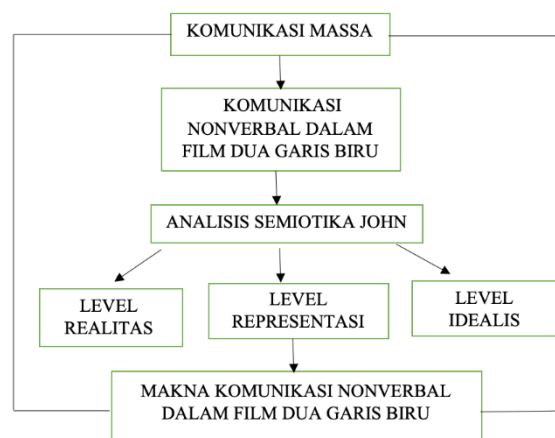 KOMUNIKASI MASSA
KOMUNIKASI
NONVERBAL DALAM
FILM DUA GARIS BIRU
ANALISIS SEMIOTIKA JOHN
LEVEL
REALITAS
LEVEL
REPRESENTASI
LEVEL
IDEALIS
MAKNA KOMUNIKASI NONVERBAL
DALAM FILM DUA GARIS BIRU